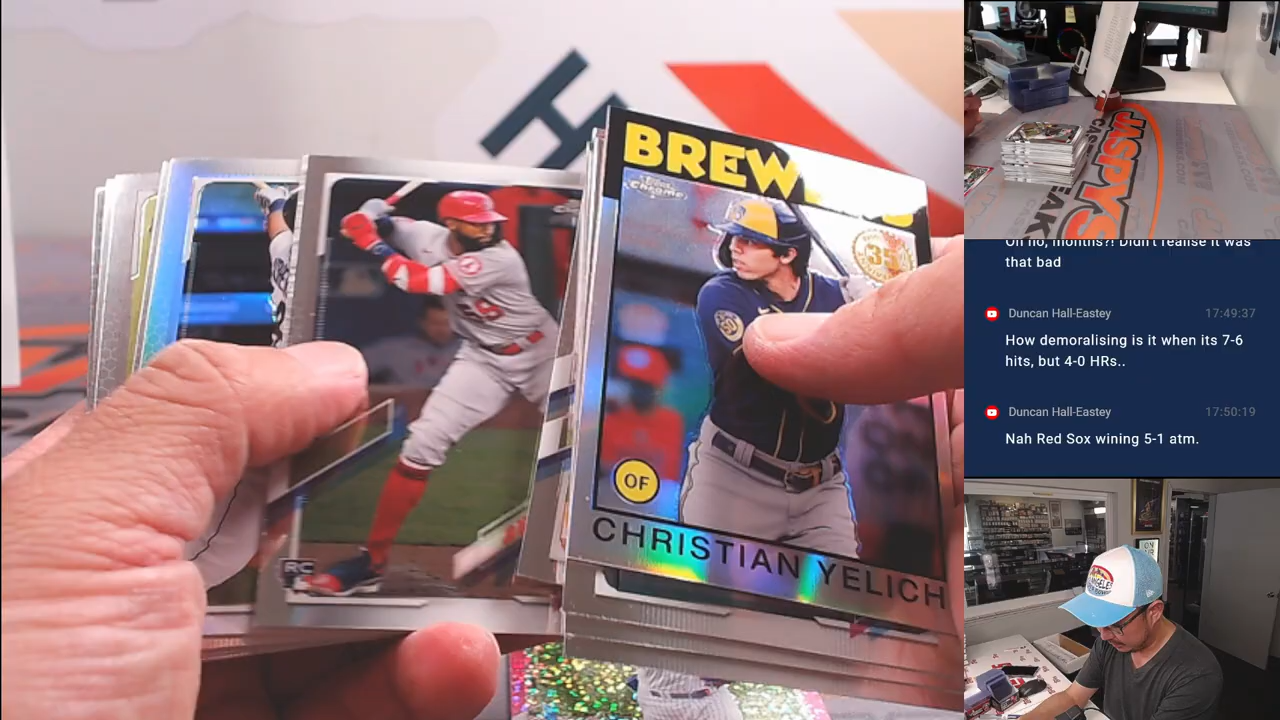 BREW
Topps
Chrome
35
OF
CHRISTIAN YELICH
RC
JASPYS
CASE
Oh no, months?! Didn't realise it was
that bad
Duncan Hall-Eastey 17:49:37
How demoralising is it when its 7-6
hits, but 4-0 HRs..
Duncan Hall-Eastey 17:50:19
Nah Red Sox wining 5-1 atm.